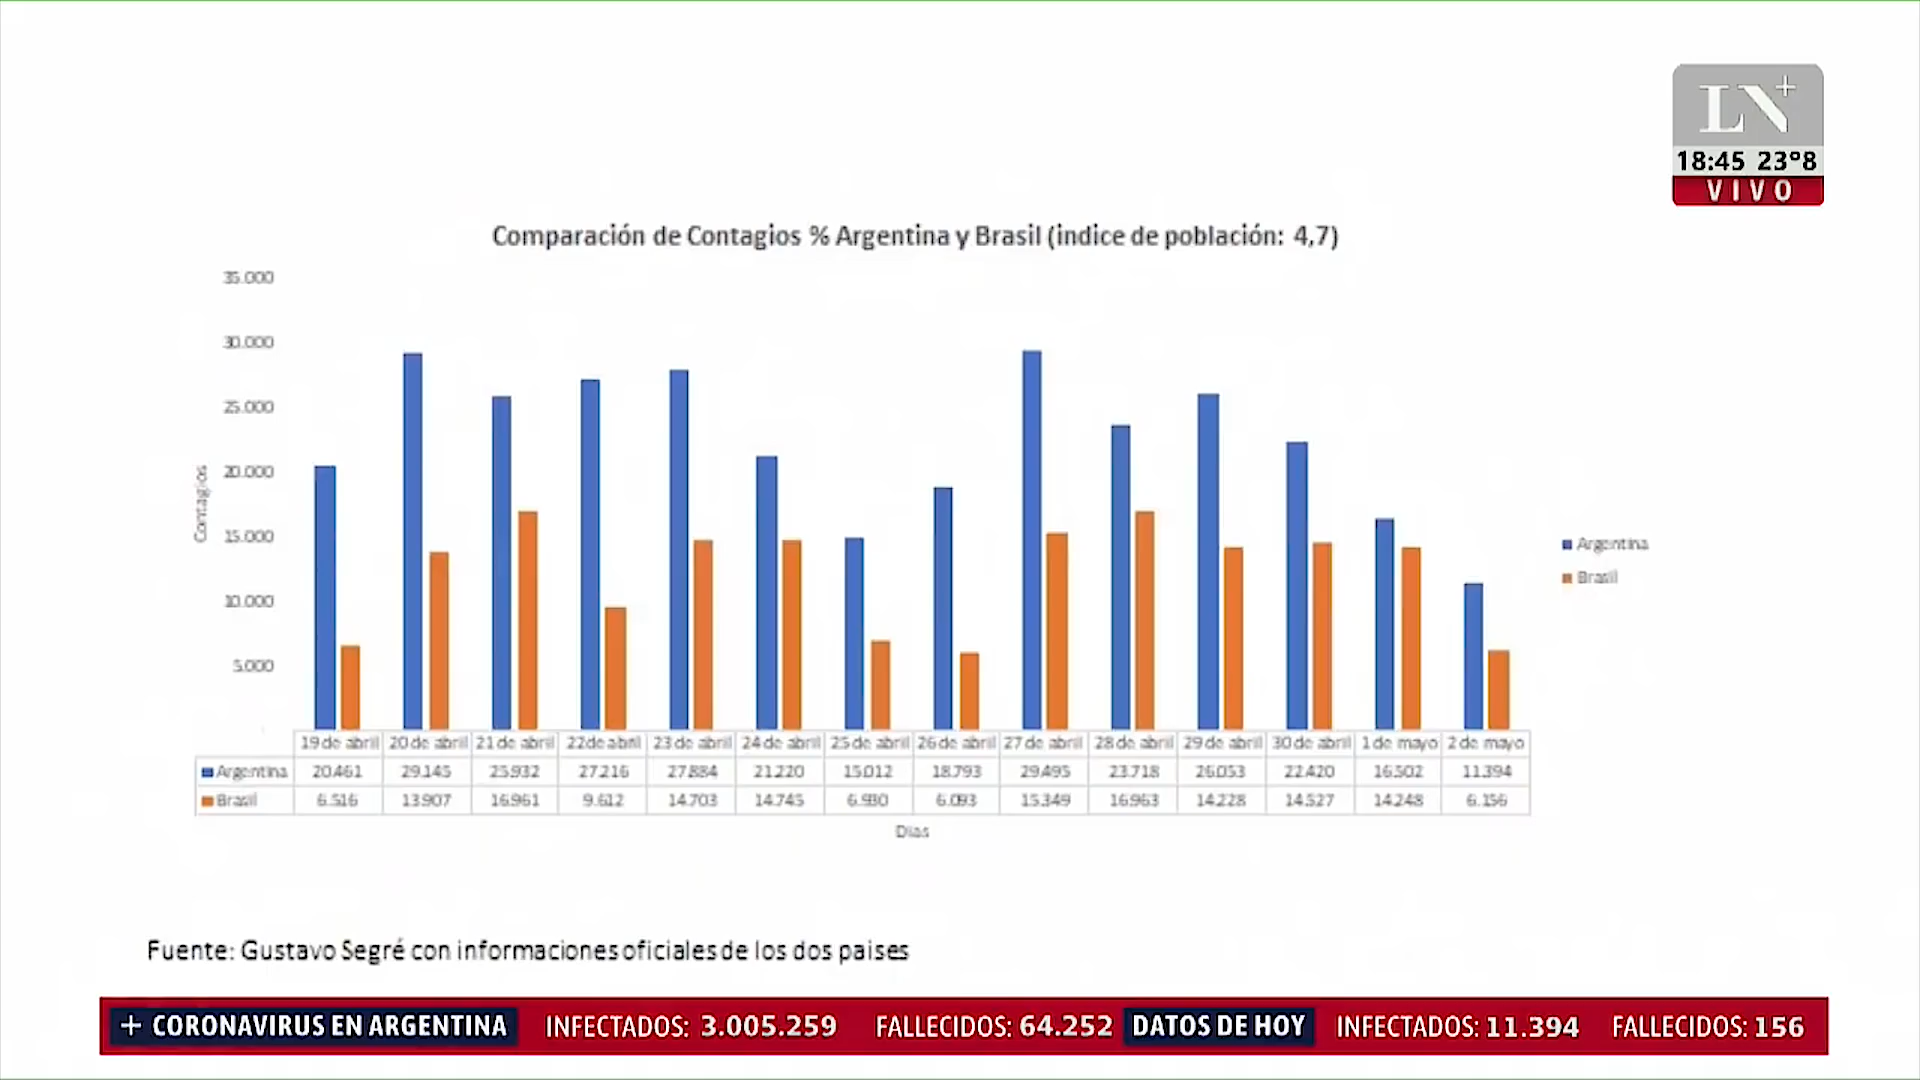 LN+
18:45 23°8
VIVO
Comparación de Contagios % Argentina y Brasil (indice de población: 4,7)
35.000
30.000
25.000
20.000
15.000
10.000
5.000
Contagios
Argentina
Brasil
19 de abril 20 de abril 21 de abril 22 de abril 23 de abril 24 de abril 25 de abril 26 de abril 27 de abril 28 de abril 29 de abril 30 de abril 1 de mayo 2 de mayo
Argentina 20.461 29.145 25.932 27.216 27.884 21.220 15.012 18.793 29.495 23.718 26.053 22.420 16.502 11.394
Brasil 6.516 13.907 16.961 9.612 14.703 14.745 6.930 6.093 15.349 16.963 14.228 14.527 14.248 6.156
Dias
Fuente: Gustavo Segré con informaciones oficiales de los dos paises
+ CORONAVIRUS EN ARGENTINA INFECTADOS: 3.005.259 FALLECIDOS: 64.252 DATOS DE HOY INFECTADOS: 11.394 FALLECIDOS: 156